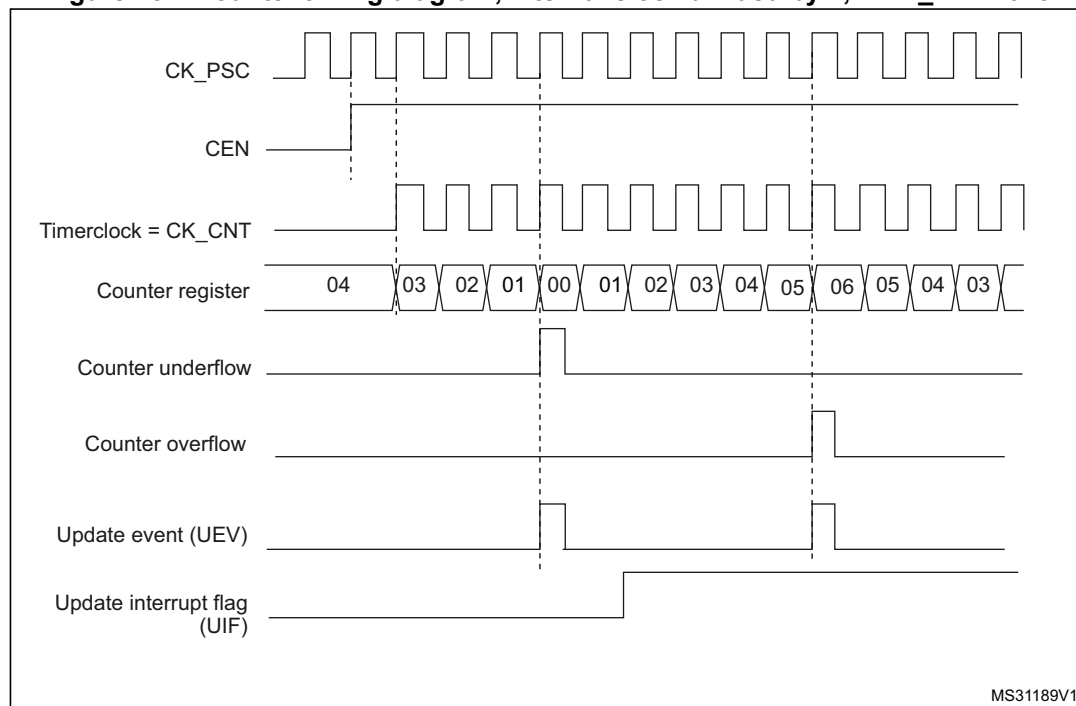 CK_PSC
CEN
Timerclock = CK_CNT
Counter register 04 03 02 01 00 01 02 03 04 05 06 05 04 03
Counter underflow
Counter overflow
Update event (UEV)
Update interrupt flag
(UIF)
MS31189V1